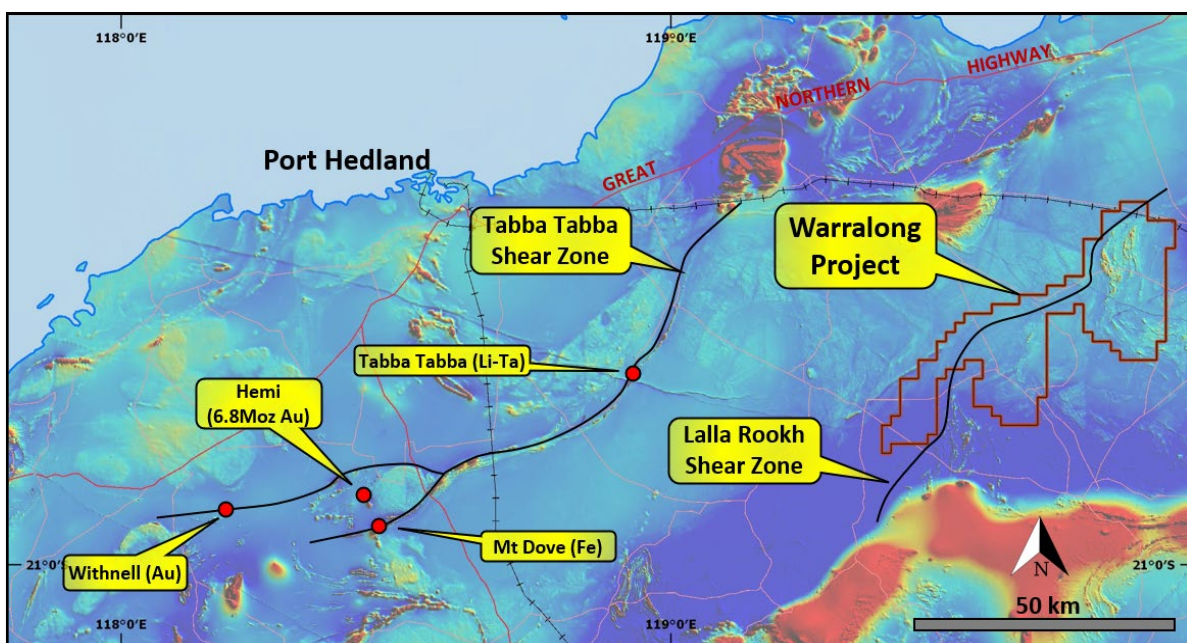 118°0'E
119°0'E
HIGHWAY
NORTHERN
GREAT
Port Hedland
Tabba Tabba
Shear Zone
Warralong
Project
Tabba Tabba (Li-Ta)
Hemi
(6.8Moz Au)
Lalla Rookh
Shear Zone
Mt Dove (Fe)
Withnell (Au)
21°0'S
21°0'S
N
50 km
118°0'E
119°0'E